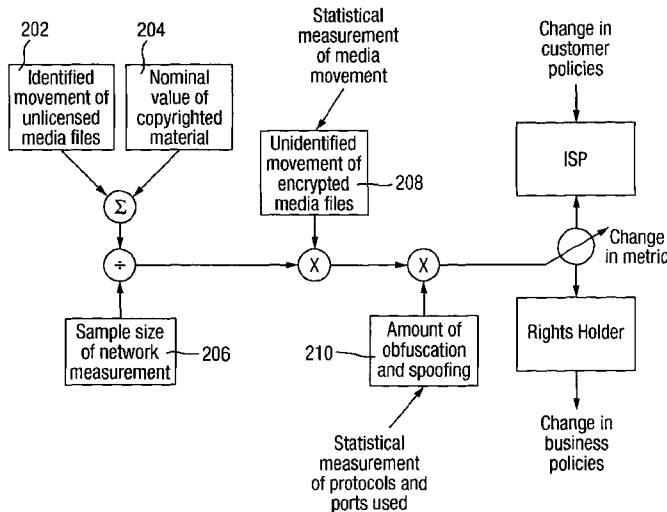 202
204
Identified
movement of
unlicensed
media files
Nominal
value of
copyrighted
material
Statistical
measurement
of media
movement
Change in
customer
policies
Unidentified
movement of
encrypted
media files
208
ISP
Σ
÷
X
X
Change
in metric
Sample size
of network
measurement
206
210
Amount of
obfuscation
and spoofing
Rights Holder
Statistical
measurement
of protocols and
ports used
Change in
business
policies